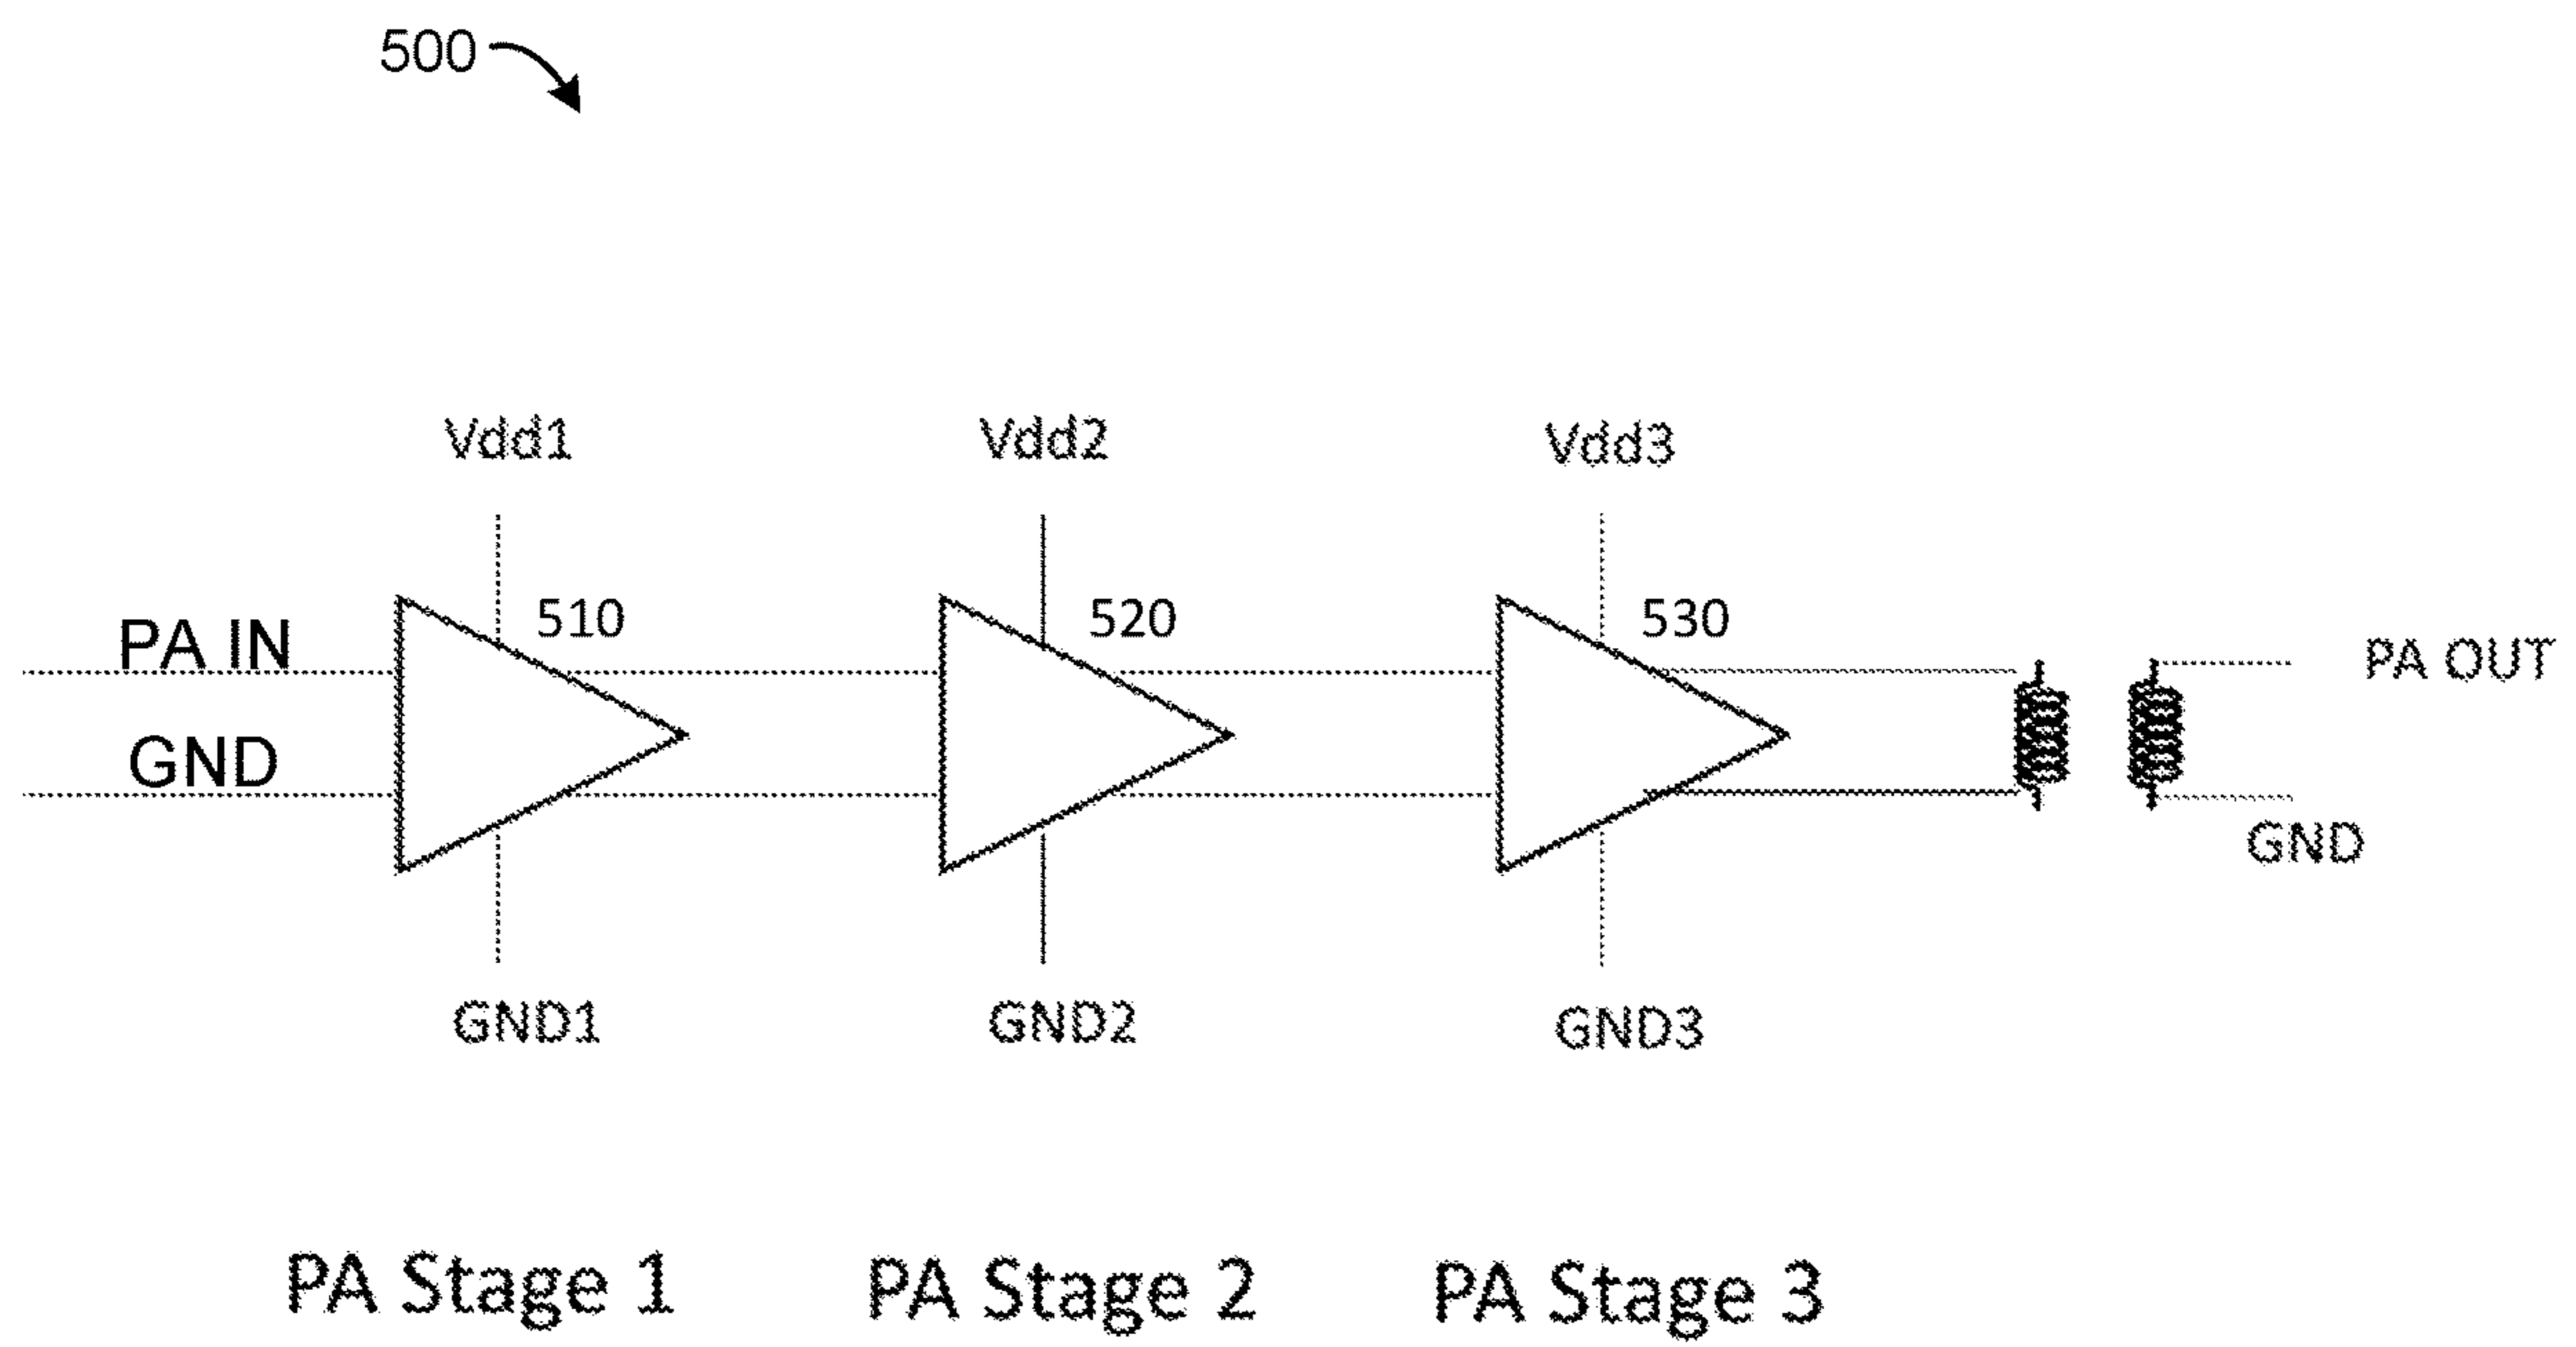 500
Vdd1 Vdd2 Vdd3
510 520 530
PA IN
PA OUT
GND
GND
GND1 GND2 GND3
PA Stage 1 PA Stage 2 PA Stage 3